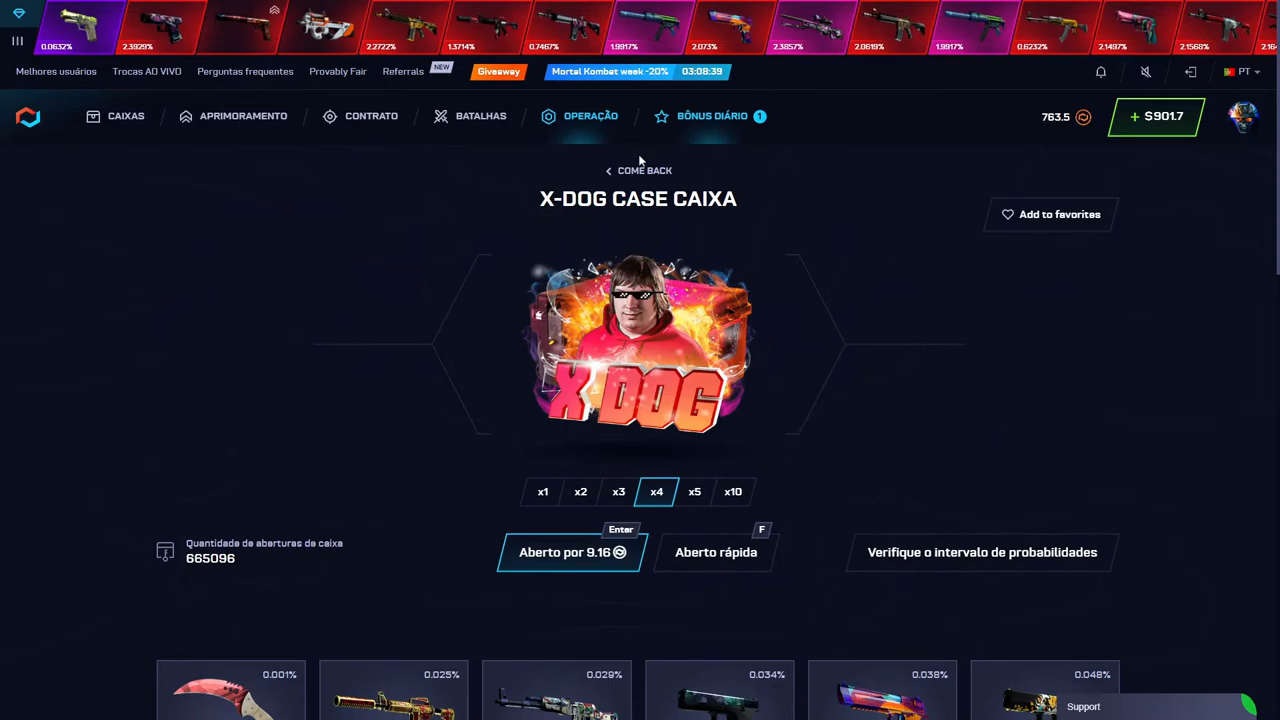 0.0632%
2.3929%
2.2722%
1.3714%
0.7467%
1.9917%
2.073%
2.3857%
2.0619%
1.9917%
0.6232%
2.1497%
2.1568%
2.16
Melhores usuários
Trocas AO VIVO
Perguntas frequentes
Provably Fair
Referrals
NEW
Giveaway
Mortal Kombat week -20%
03:08:39
PT
CAIXAS
APRIMORAMENTO
CONTRATO
BATALHAS
OPERAÇÃO
BÔNUS DIÁRIO
1
763.5
+ $901.7
COME BACK
X-DOG CASE CAIXA
Add to favorites
X DOG
x1
x2
x3
x4
x5
x10
Quantidade de aberturas de caixa
665096
Enter
Aberto por 9.16
F
Aberto rápida
Verifique o intervalo de probabilidades
0.001%
0.025%
0.029%
0.034%
0.038%
0.048%
Support